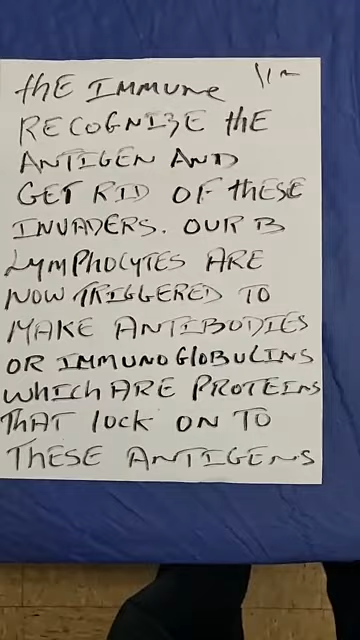 thE IMMUNE
RECOGNIZE thE
ANTIGEN AND
GET RID OF thESE
INVADERS. OUR B
LYMPHOCYTES ARE
NOW TRIGGERED TO
MAKE ANTIBODIES
OR IMMUNOGLOBULINS
WhICh ARE PROTEINS
THAT lOCK ON TO
THESE ANTIGENS